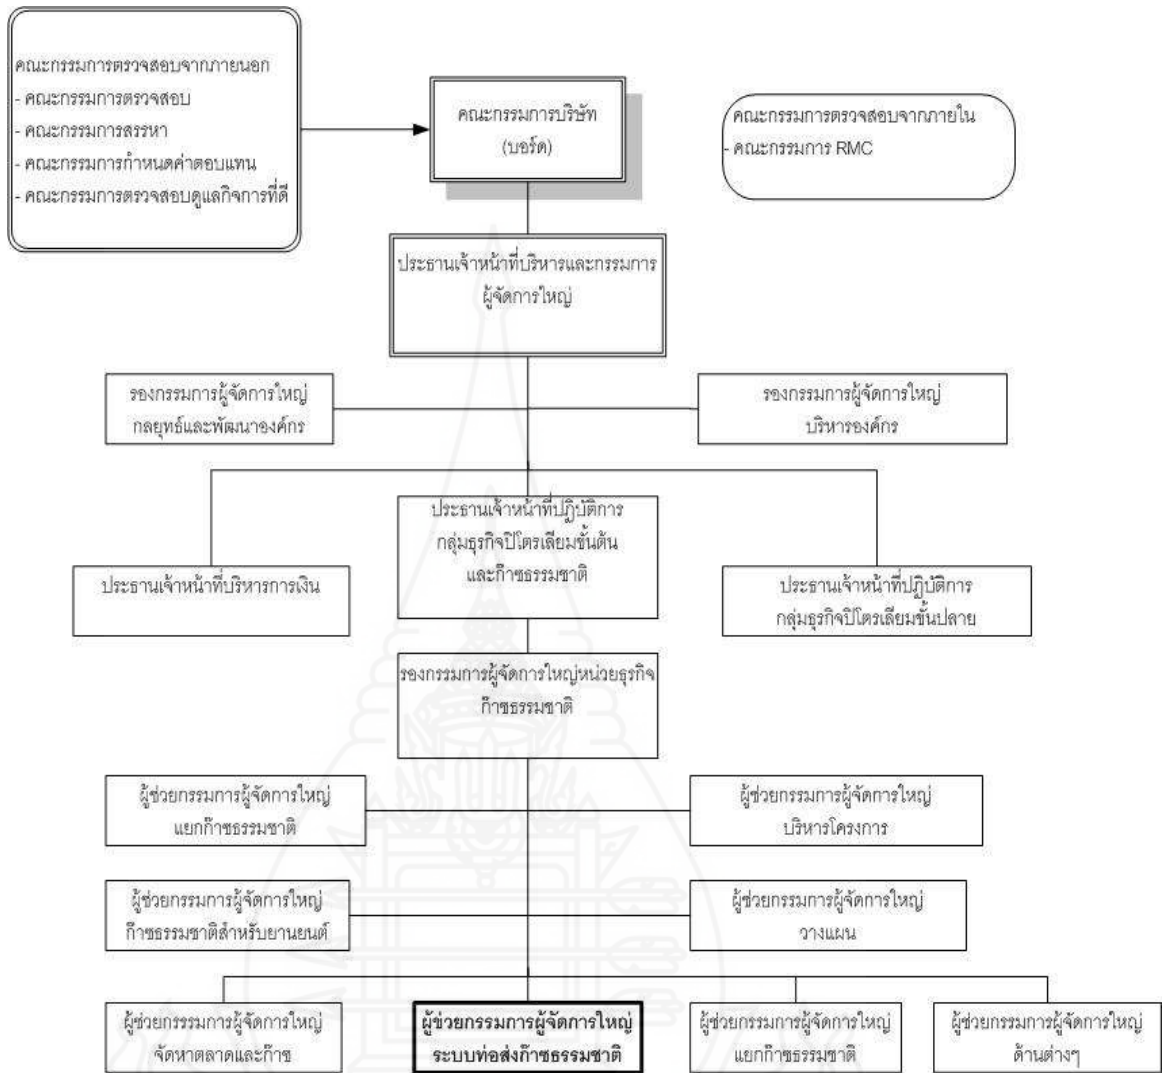 คณะกรรมการตรวจสอบจากภายนอก
- คณะกรรมการตรวจสอบ
- คณะกรรมการสรรหา
- คณะกรรมการกำหนดค่าตอบแทน
- คณะกรรมการตรวจสอบดูแลกิจการที่ดี
คณะกรรมการบริษัท
(บอร์ด)
คณะกรรมการตรวจสอบจากภายใน
- คณะกรรมการ RMC
ประธานเจ้าหน้าที่บริหารและกรรมการ
ผู้จัดการใหญ่
รองกรรมการผู้จัดการใหญ่
กลยุทธ์และพัฒนาองค์กร
รองกรรมการผู้จัดการใหญ่
บริหารองค์กร
ประธานเจ้าหน้าที่บริหารการเงิน
ประธานเจ้าหน้าที่ปฏิบัติการ
กลุ่มธุรกิจปิโตรเลียมขั้นต้น
และก๊าซธรรมชาติ
ประธานเจ้าหน้าที่ปฏิบัติการ
กลุ่มธุรกิจปิโตรเลียมขั้นปลาย
รองกรรมการผู้จัดการใหญ่หน่วยธุรกิจ
ก๊าซธรรมชาติ
ผู้ช่วยกรรมการผู้จัดการใหญ่
แยกก๊าซธรรมชาติ
ผู้ช่วยกรรมการผู้จัดการใหญ่
บริหารโครงการ
ผู้ช่วยกรรมการผู้จัดการใหญ่
ก๊าซธรรมชาติสำหรับยานยนต์
ผู้ช่วยกรรมการผู้จัดการใหญ่
วางแผน
ผู้ช่วยกรรมการผู้จัดการใหญ่
จัดหาตลาดและก๊าซ
ผู้ช่วยกรรมการผู้จัดการใหญ่
ระบบท่อส่งก๊าซธรรมชาติ
ผู้ช่วยกรรมการผู้จัดการใหญ่
แยกก๊าซธรรมชาติ
ผู้ช่วยกรรมการผู้จัดการใหญ่
ด้านต่างๆ